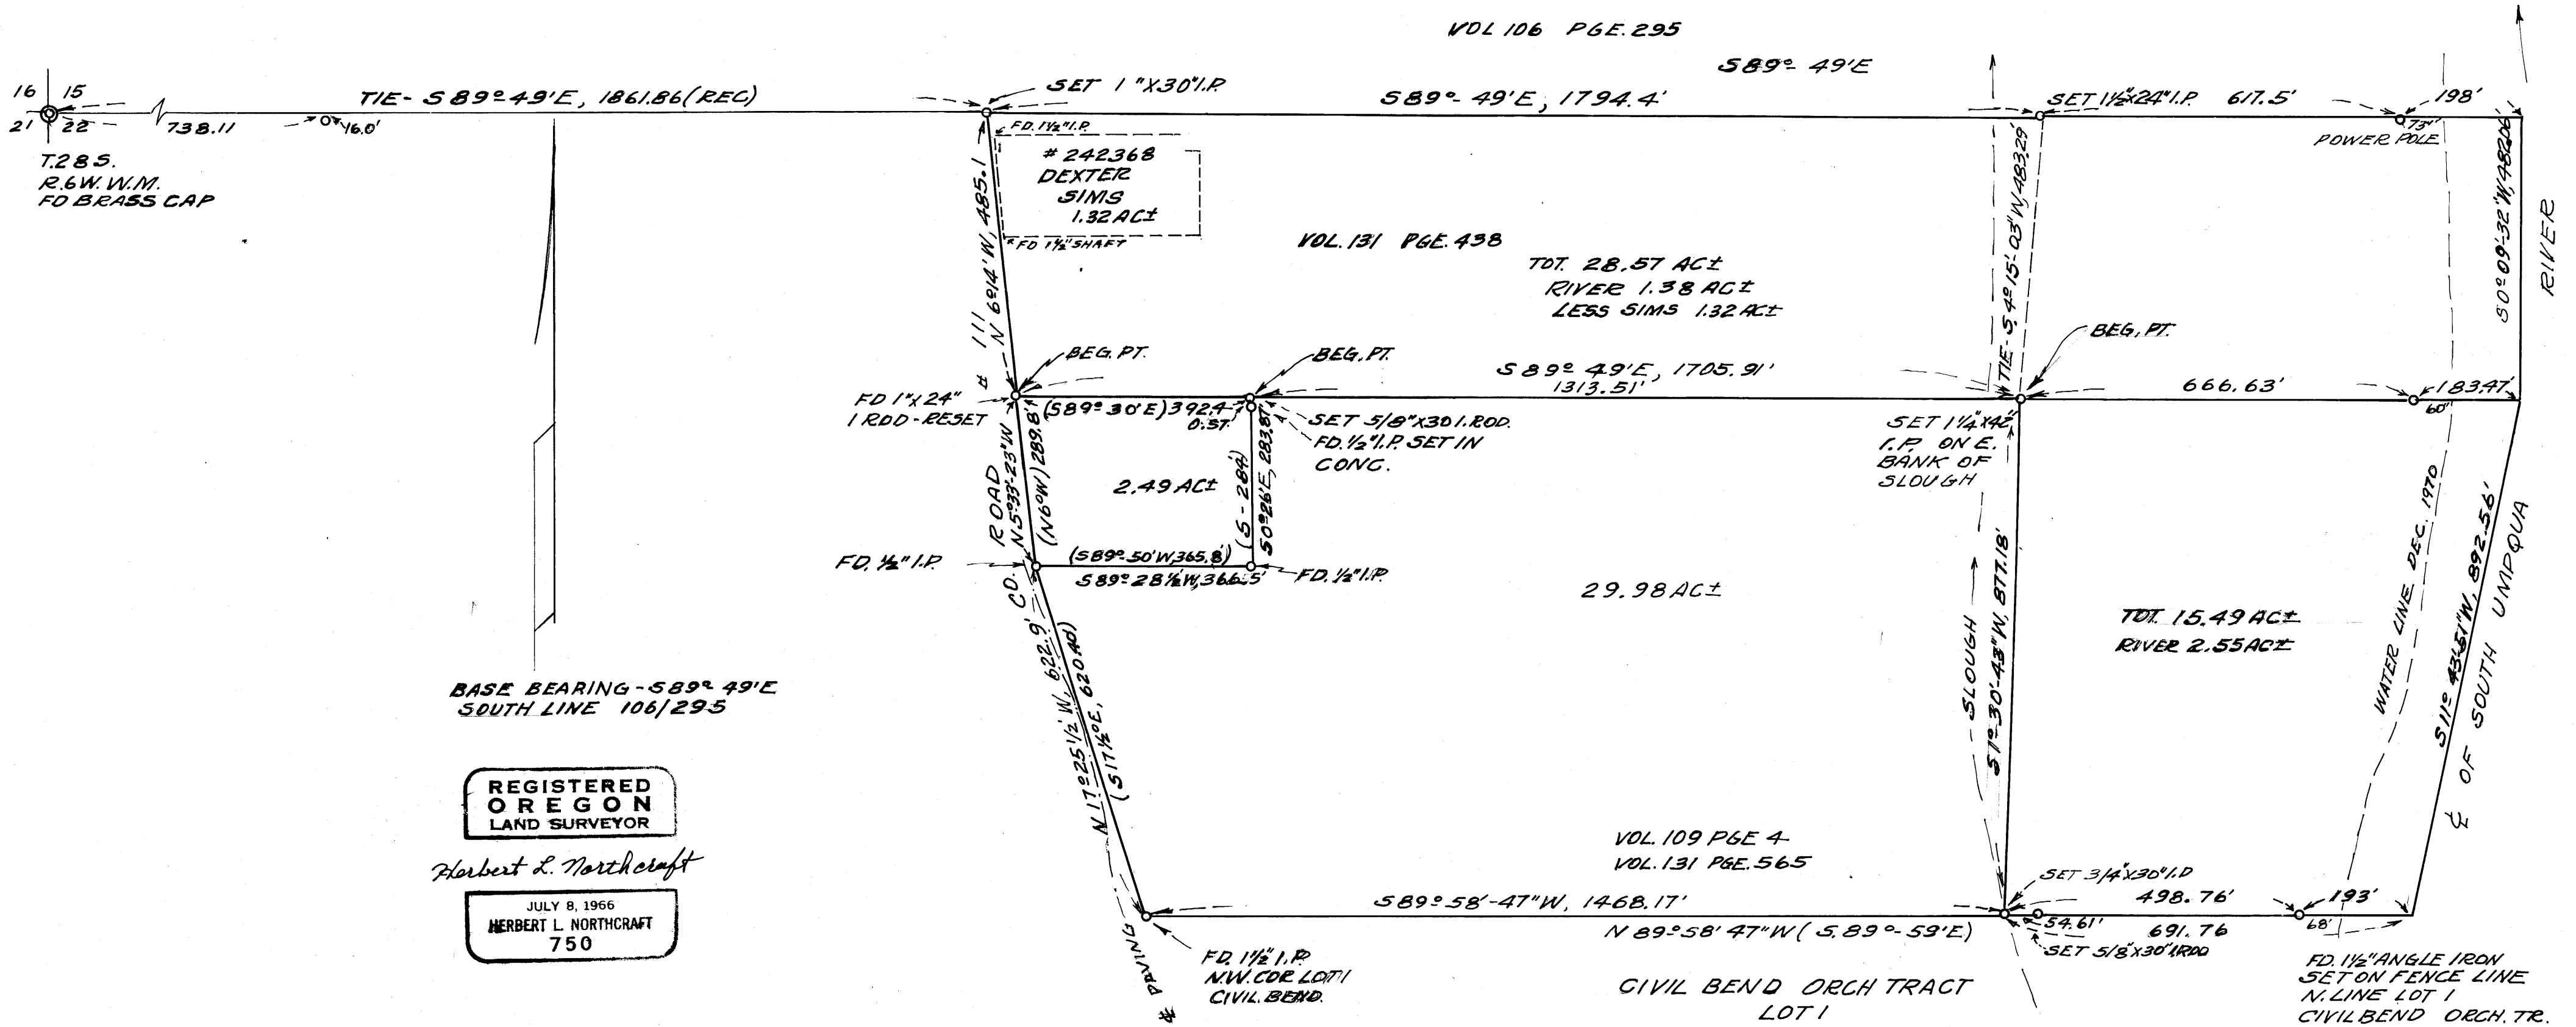 VOL 106 PGE. 295
S89°- 49'E
16 15
21 22
TIE- S 89°-49'E, 1861.86 (REC)
738.11
16.0'
T.28 S.
R.6W. W.M.
FD BRASS CAP
SET 1"X30" I.P.
S89°- 49'E, 1794.4'
SET 1½"X24" I.P.
617.5'
198'
73'
POWER POLE
FD. 1½" I.P.
# 242368
DEXTER
SIMS
1.32 AC±
FD 1½" SHAFT
N 6°14' W, 485.1
VOL. 131 PGE. 438
TOT. 28.57 AC±
RIVER 1.38 AC±
LESS SIMS 1.32 AC±
TIE- S 4°-15'-03" W, 483.29'
S0°-09'-32" W, 482.06'
RIVER
BEG. PT.
BEG. PT.
BEG. PT.
S 89° 49'E, 1705.91'
1313.51'
666.63'
183.47'
60'
FD 1"X 24"
I ROD - RESET
(S89°-30'E) 392.4
0.57'
SET 5/8"X30 I.ROD.
FD. ½" I.P. SET IN
CONC.
SET 1¼"X42"
I.P. ON E.
BANK OF
SLOUGH
CO. ROAD # 111
N 5°-33'-23" W
(N 6° W) 289.8'
2.49 AC±
(S - 284')
S0°26'E, 283.87'
FD. ½" I.P.
(S89°-50'W, 365.8')
S89°-28½'W, 366.5'
FD. ½" I.P.
29.98 AC±
SLOUGH
S1°-30'-43" W, 877.18'
TOT. 15.49 AC±
RIVER 2.55 AC±
WATER LINE DEC. 1970
S11°-43'-51" W, 892.56'
℄ OF SOUTH UMPQUA
N 17°25½' W, 622.9'
(S 17½° E, 620.40)
BASE BEARING - S89° 49'E
SOUTH LINE 106/295
REGISTERED
OREGON
LAND SURVEYOR
Herbert L. Northcraft
JULY 8, 1966
HERBERT L. NORTHCRAFT
750
VOL. 109 PGE 4
VOL. 131 PGE. 565
S89°58'-47"W, 1468.17'
N 89°58' 47"W (S.89°-59'E)
SET 3/4"X30" I.P
498.76'
193'
54.61'
691.76
68'
SET 5/8"X30" I.ROD
℄ PAVING
FD. 1½" I.P.
N.W. COR LOT 1
CIVIL BEND.
CIVIL BEND ORCH TRACT
LOT 1
FD. 1½" ANGLE IRON
SET ON FENCE LINE
N. LINE LOT 1
CIVIL BEND ORCH. TR.